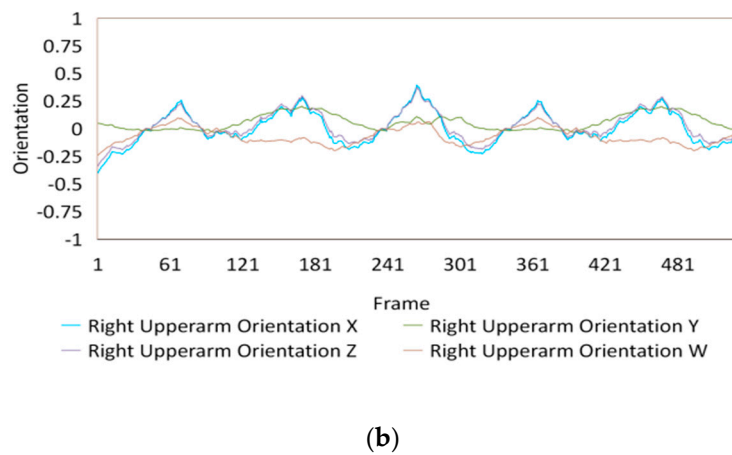 1
0.75
0.5
0.25
0
-0.25
-0.5
-0.75
-1
Orientation
1 61 121 181 241 301 361 421 481
Frame
Right Upperarm Orientation X Right Upperarm Orientation Y
Right Upperarm Orientation Z Right Upperarm Orientation W
(b)